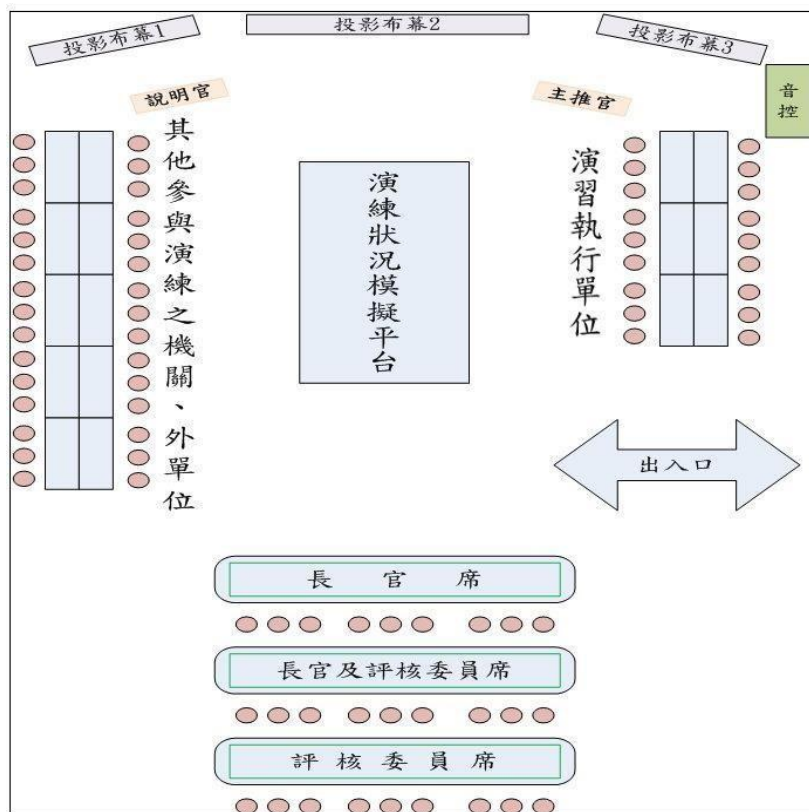 投影布幕1
投影布幕2
投影布幕3
音控
說明官
主推官
其他參與演練之機關、外單位
演練狀況模擬平台
演習執行單位
出入口
長官席
長官及評核委員席
評核委員席